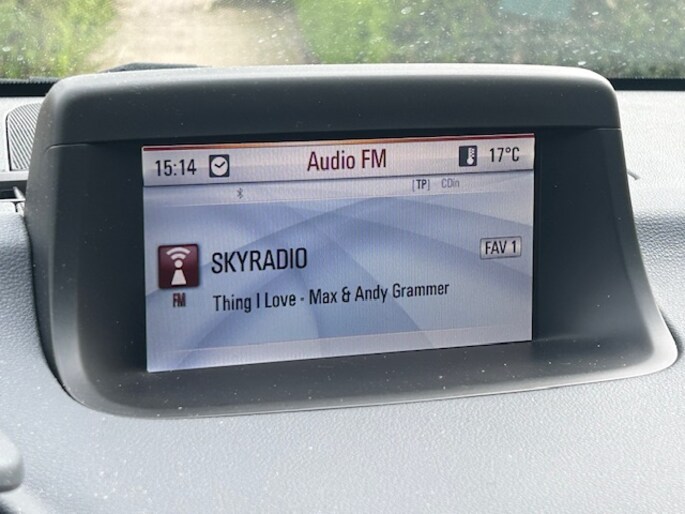 15:14 Audio FM 17°C
[TP] CDin
SKYRADIO FAV 1
FM
Thing I Love - Max & Andy Grammer